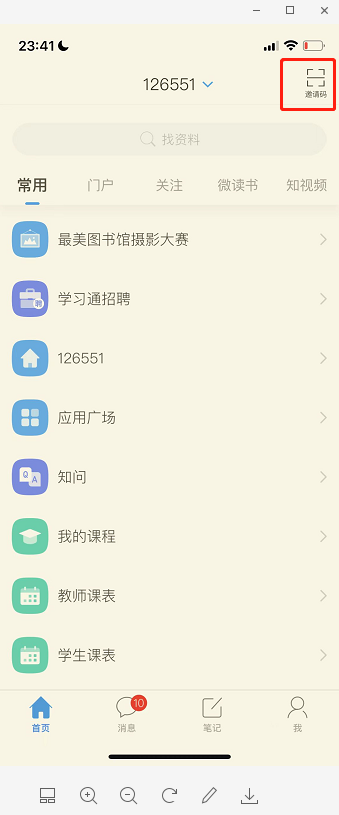 23:41
126551
邀请码
找资料
常用 门户 关注 微读书 知视频
最美图书馆摄影大赛
聘
学习通招聘
126551
应用广场
Q
A
知问
我的课程
教师课表
学生课表
10
首页 消息 笔记 我